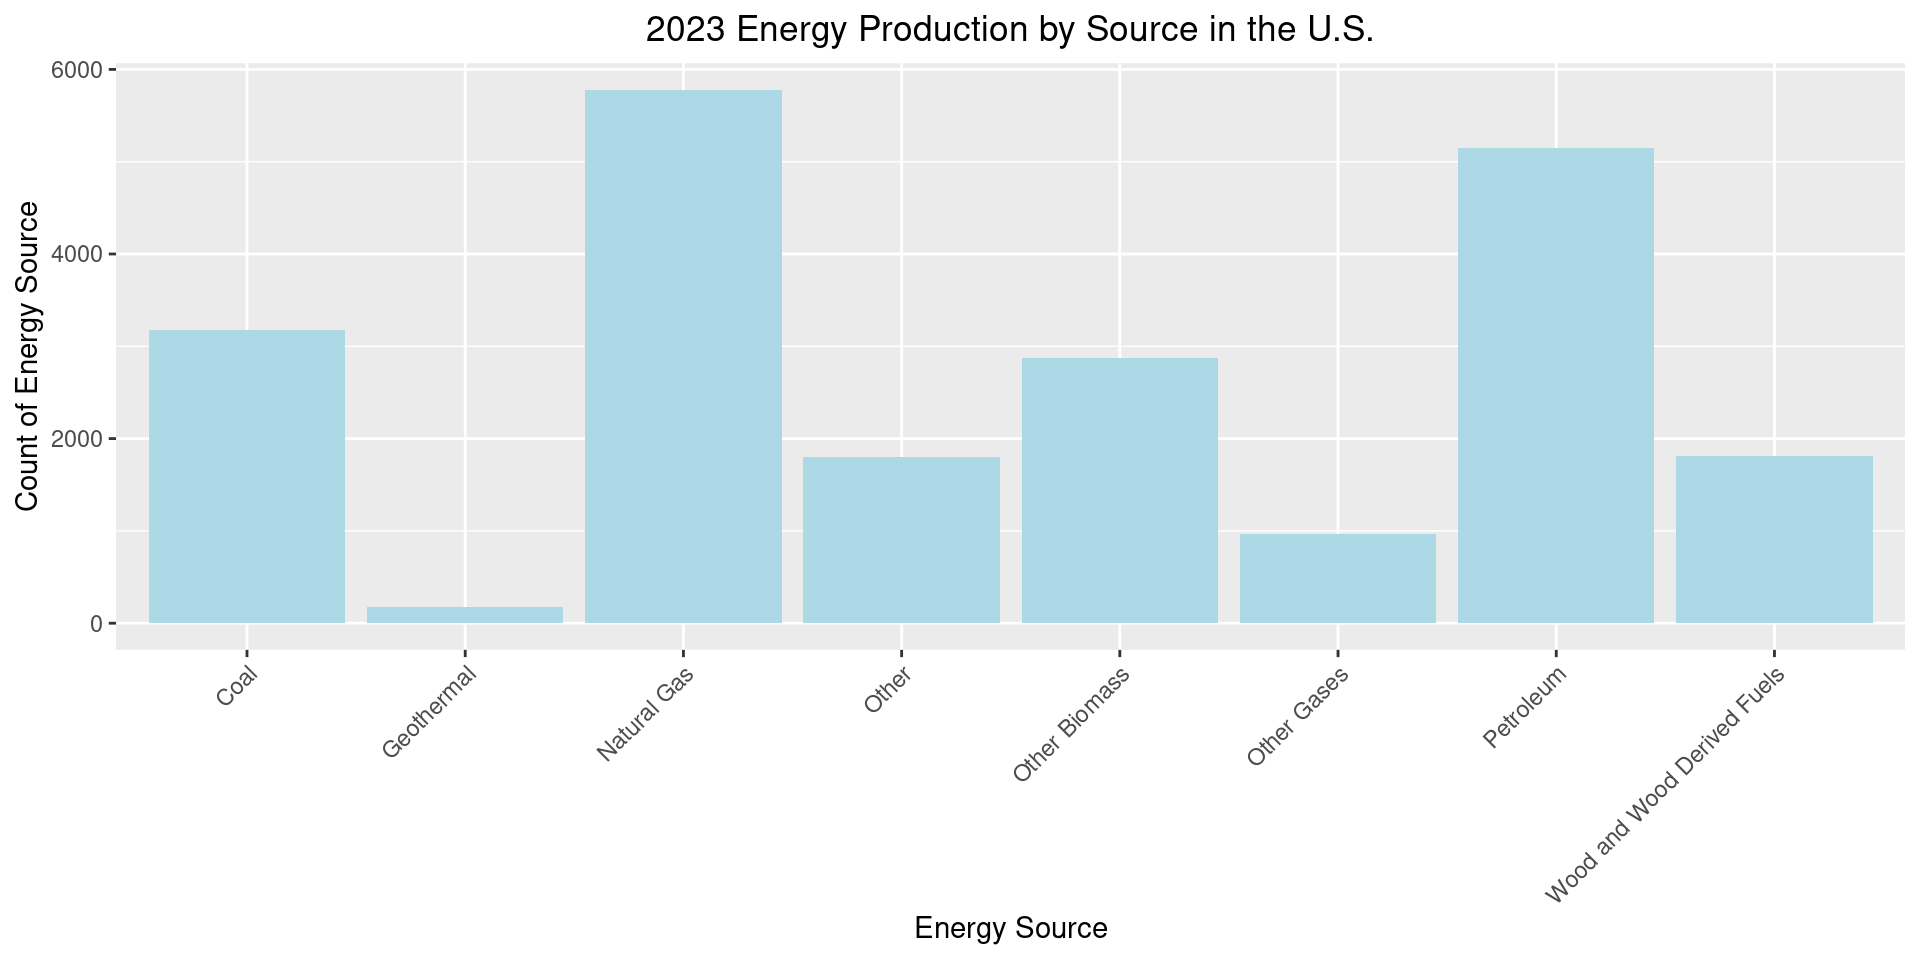 2023 Energy Production by Source in the U.S.
Count of Energy Source
6000
4000
2000
0
Coal
Geothermal
Natural Gas
Other
Other Biomass
Other Gases
Petroleum
Wood and Wood Derived Fuels
Energy Source